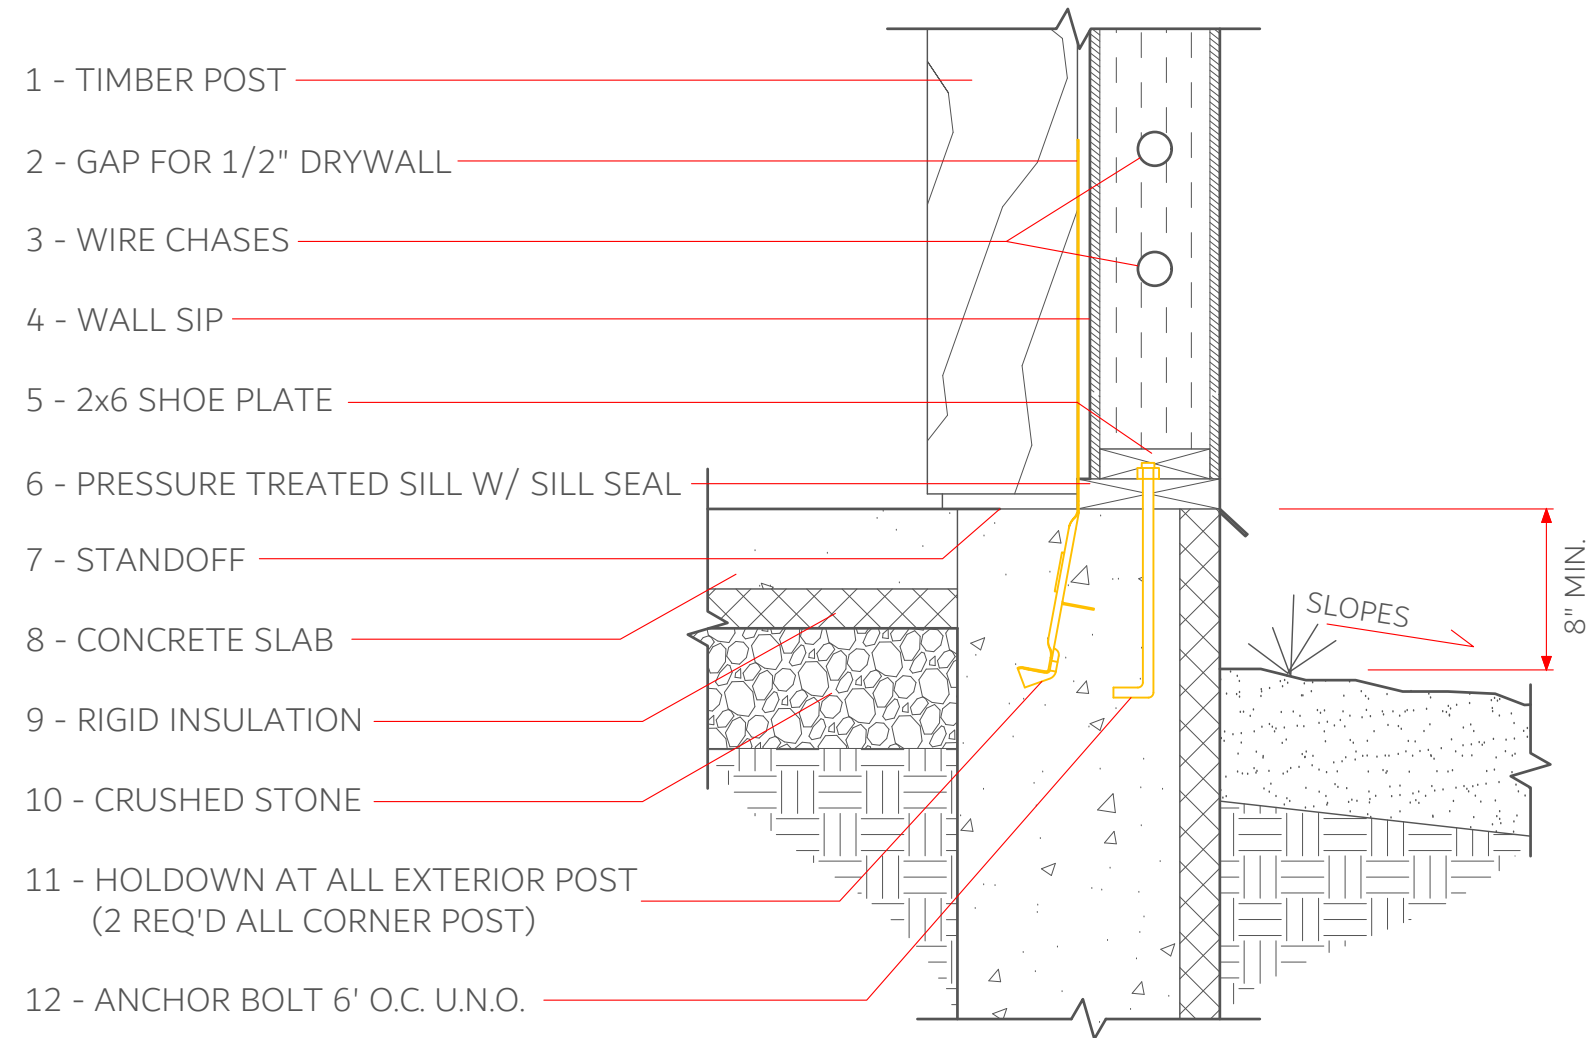 1 - TIMBER POST
2 - GAP FOR 1/2" DRYWALL
3 - WIRE CHASES
4 - WALL SIP
5 - 2x6 SHOE PLATE
6 - PRESSURE TREATED SILL W/ SILL SEAL
7 - STANDOFF
8 - CONCRETE SLAB
9 - RIGID INSULATION
10 - CRUSHED STONE
11 - HOLDOWN AT ALL EXTERIOR POST
(2 REQ'D ALL CORNER POST)
12 - ANCHOR BOLT 6' O.C. U.N.O.
SLOPES
8" MIN.